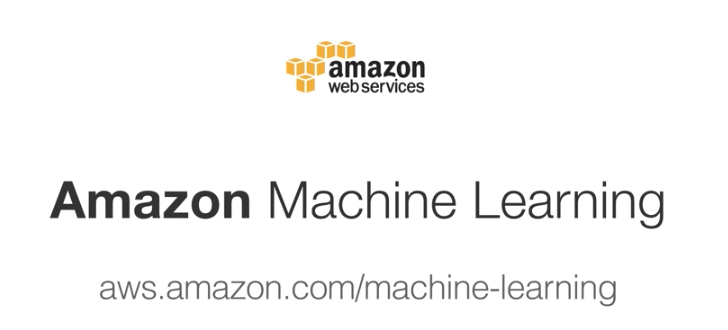 amazon
web services
Amazon Machine Learning
aws.amazon.com/machine-learning